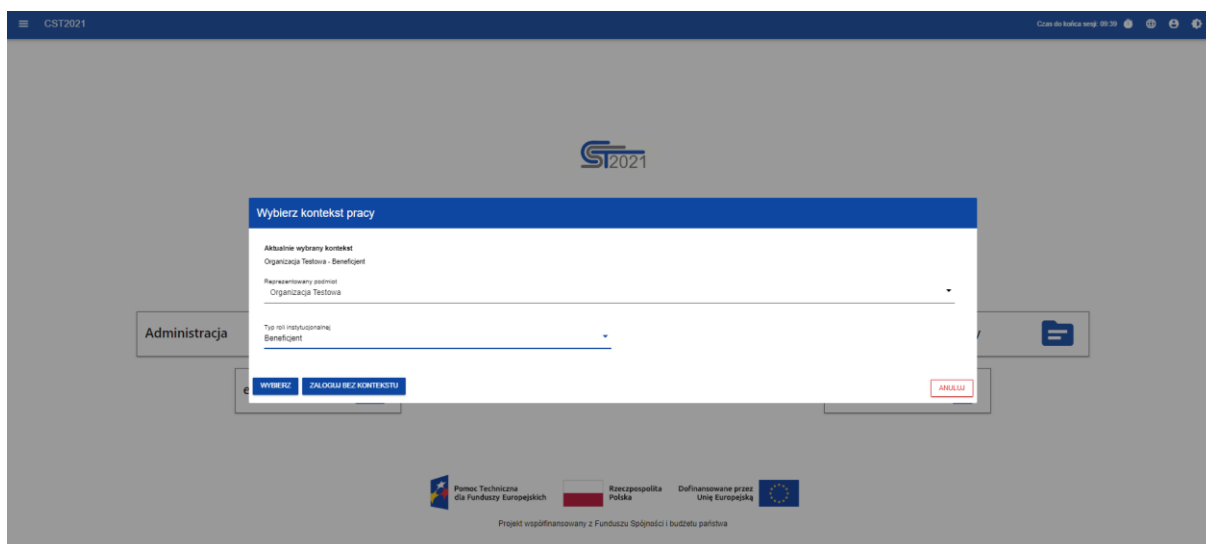 CST2021
Czas do końca sesji: 09:39
CST2021
Wybierz kontekst pracy
Aktualnie wybrany kontekst
Organizacja Testowa - Beneficjent
Reprezentowany podmiot
Organizacja Testowa
Typ roli instytucjonalnej
Beneficjent
Administracja
y
e
WYBIERZ ZALOGUJ BEZ KONTEKSTU
ANULUJ
Pomoc Techniczna
dla Funduszy Europejskich
Rzeczpospolita
Polska
Dofinansowane przez
Unię Europejską
Projekt współfinansowany z Funduszu Spójności i budżetu państwa